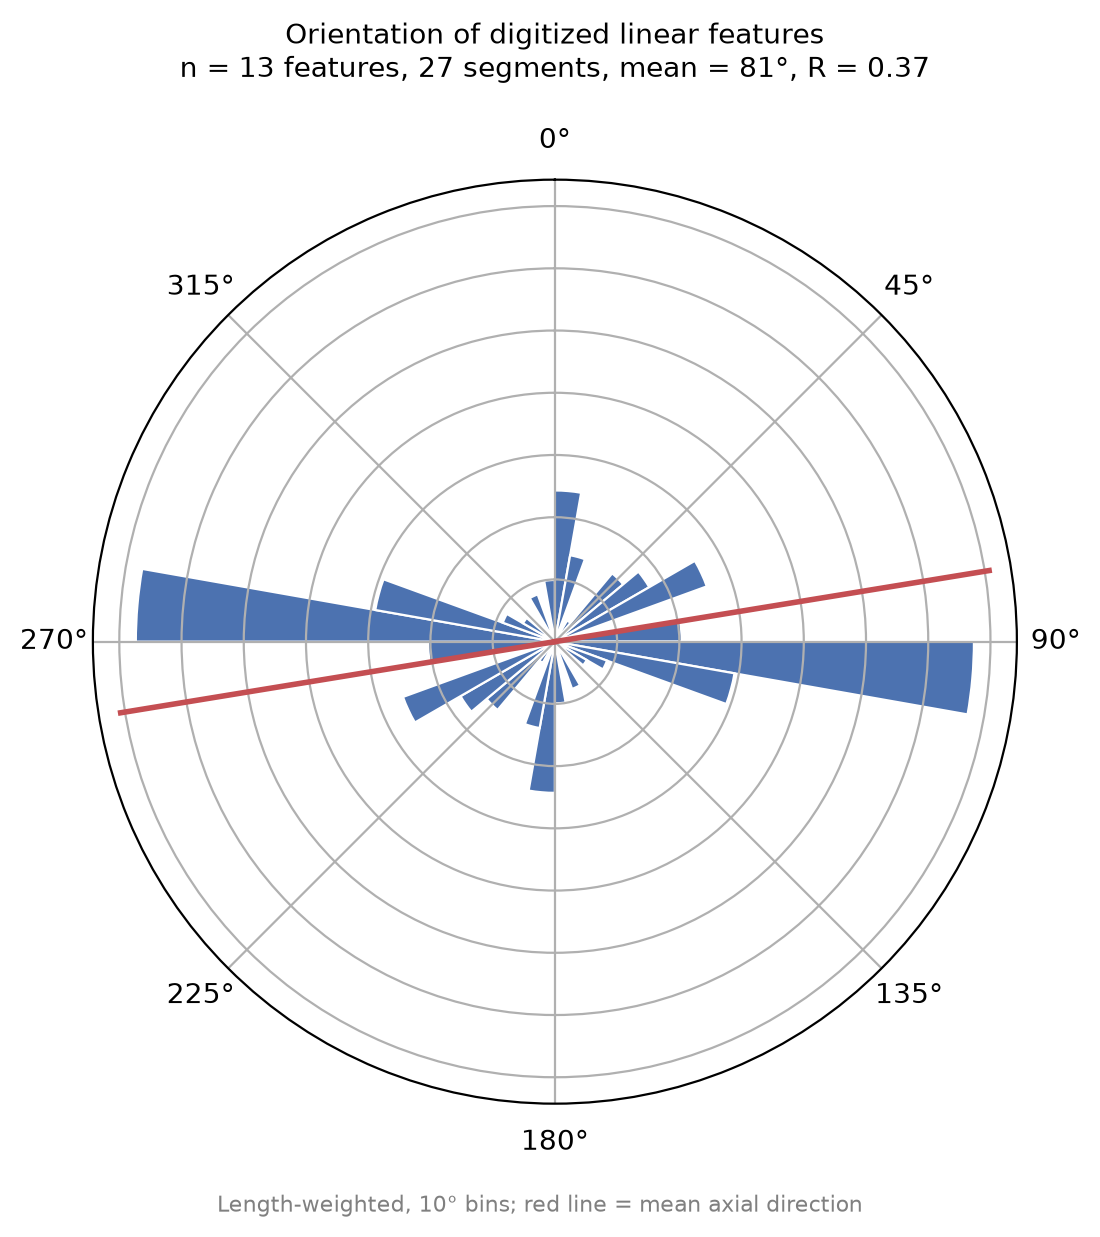 Orientation of digitized linear features
n = 13 features, 27 segments, mean = 81°, R = 0.37
0°
315°
45°
270°
90°
225°
135°
180°
Length-weighted, 10° bins; red line = mean axial direction